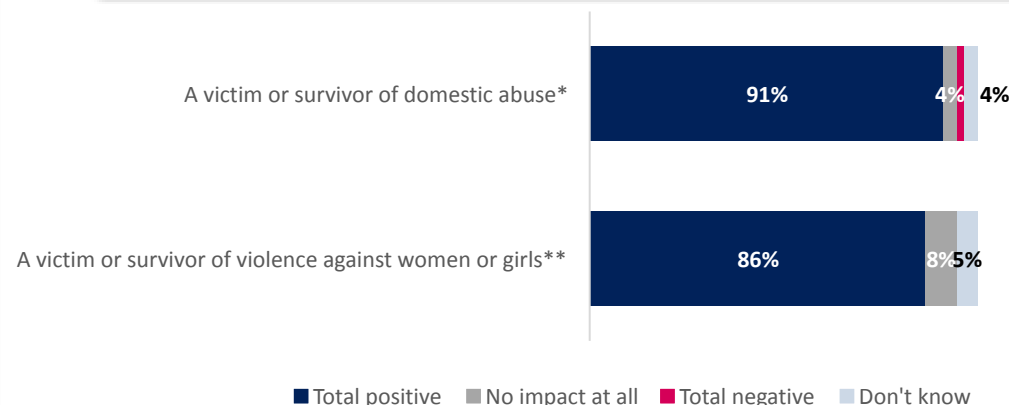 A victim or survivor of domestic abuse* 91% 4% 4%
A victim or survivor of violence against women or girls** 86% 8% 5%
Total positive No impact at all Total negative Don't know